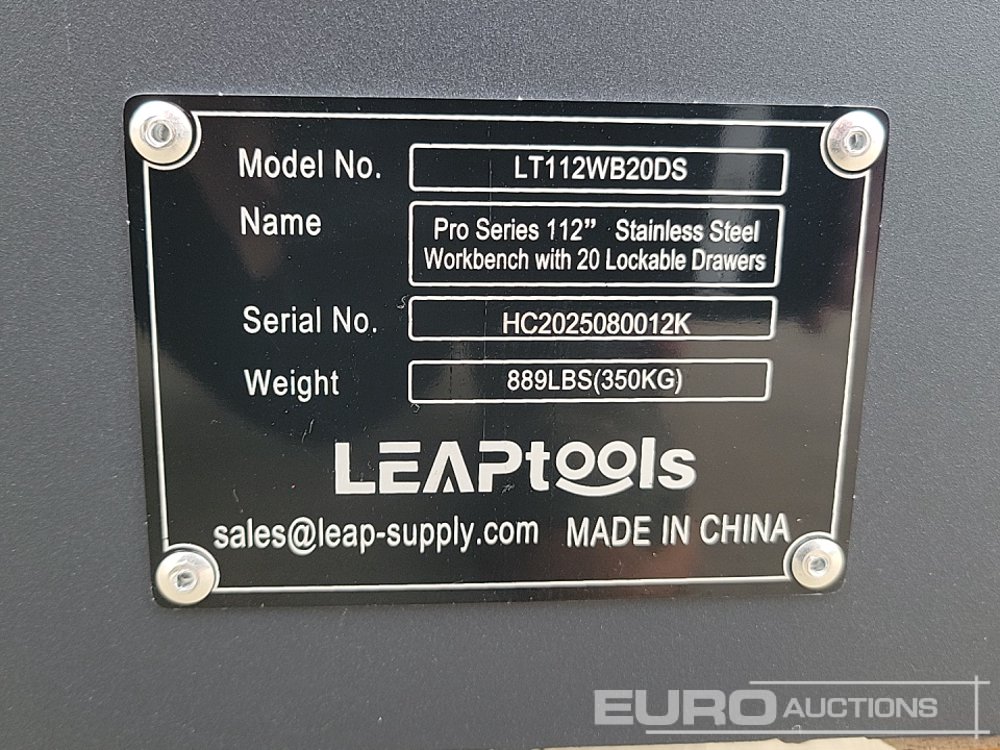 Model No. LT112WB20DS
Name Pro Series 112” Stainless Steel
Workbench with 20 Lockable Drawers
Serial No. HC2025080012K
Weight 889LBS(350KG)
LEAPtools
sales@leap-supply.com MADE IN CHINA
EURO AUCTIONS